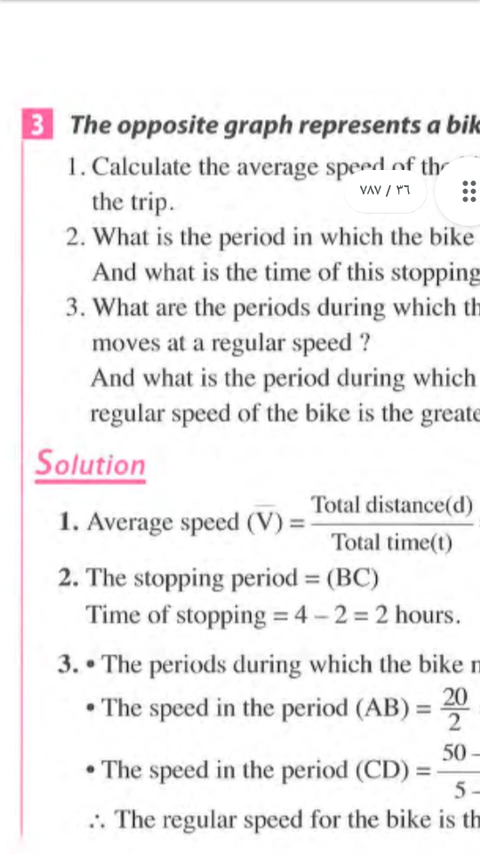 3 The opposite graph represents a bik
1. Calculate the average speed of the
the trip.
٧٨٧ / ٣٦
2. What is the period in which the bike
And what is the time of this stopping
3. What are the periods during which th
moves at a regular speed ?
And what is the period during which
regular speed of the bike is the greate
Solution
1. Average speed (V̅) = Total distance(d) / Total time(t)
2. The stopping period = (BC)
Time of stopping = 4 – 2 = 2 hours.
3. • The periods during which the bike n
• The speed in the period (AB) = 20 / 2
• The speed in the period (CD) = 50 – / 5 –
∴ The regular speed for the bike is th